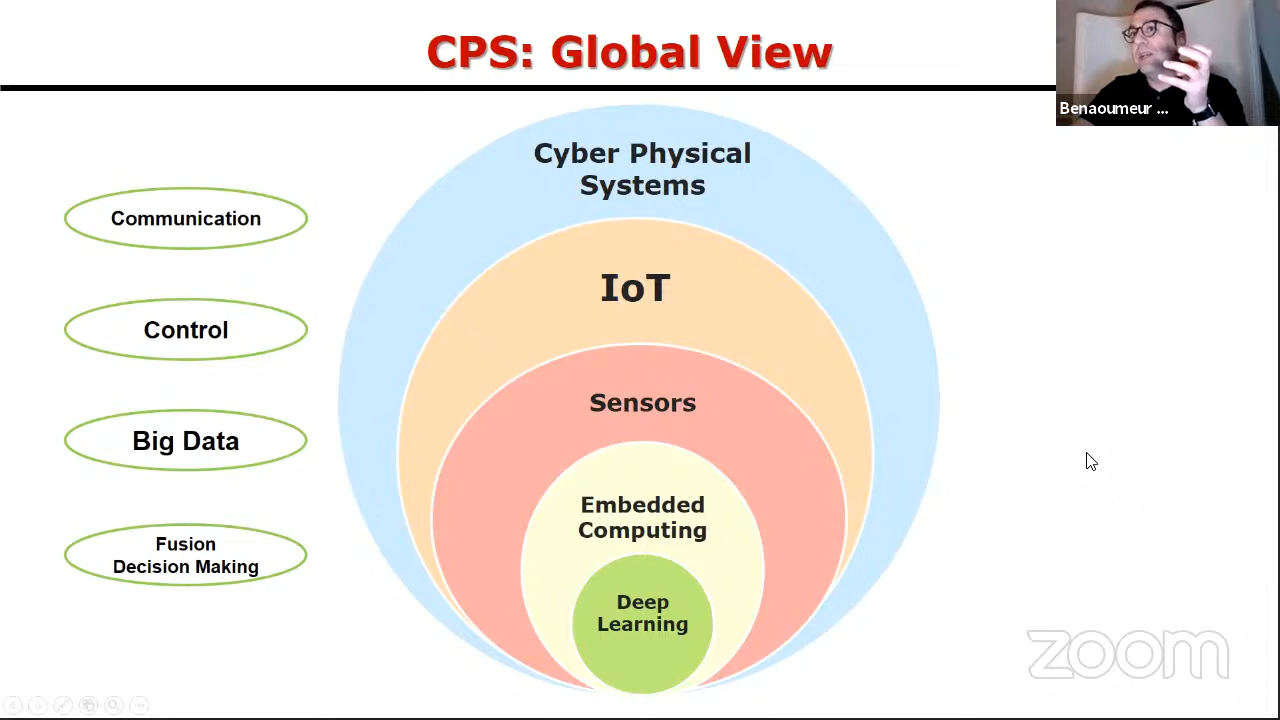 CPS: Global View
Benaoumeur ...
Cyber Physical
Systems
Communication
IoT
Control
Sensors
Big Data
Embedded
Computing
Fusion
Decision Making
Deep
Learning
zoom